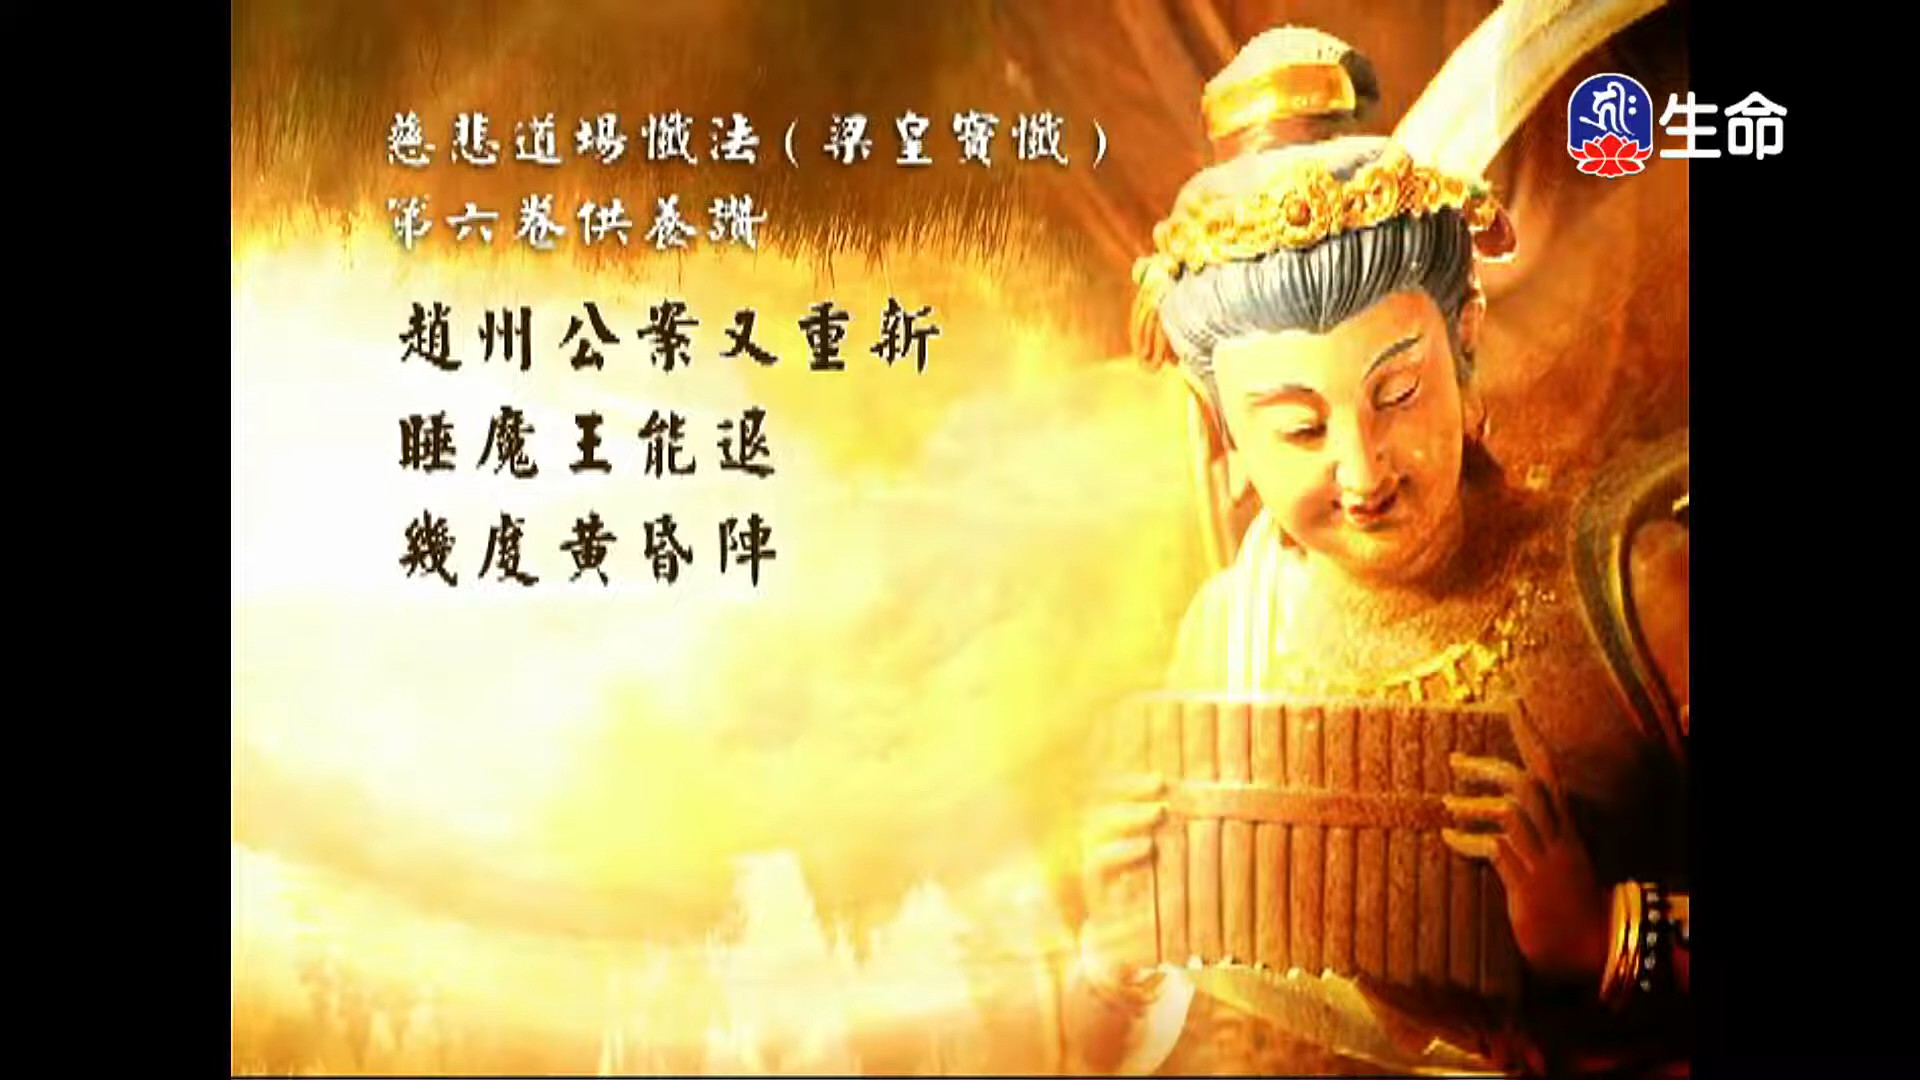 慈悲道場懺法(梁皇寶懺)
第六卷供養讚
趙州公案又重新
睡魔王能退
幾度黃昏陣
生命